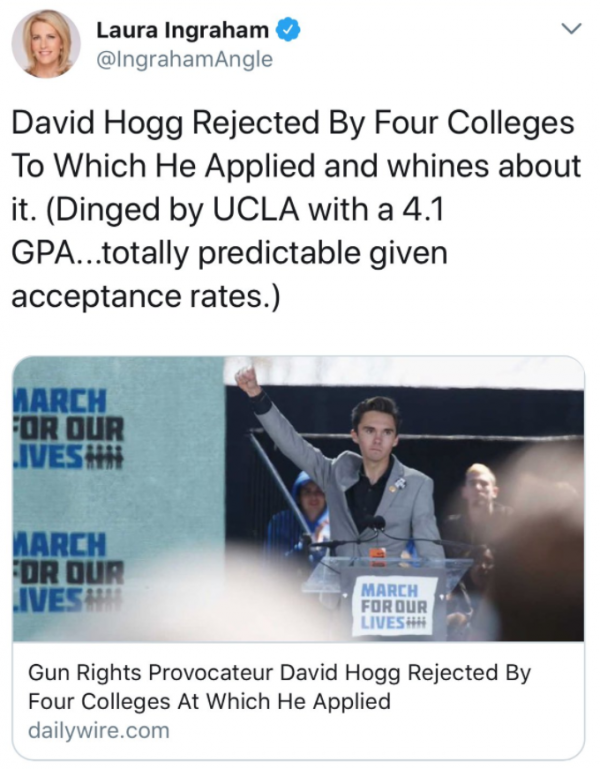 Laura Ingraham
@IngrahamAngle
David Hogg Rejected By Four Colleges
To Which He Applied and whines about
it. (Dinged by UCLA with a 4.1
GPA...totally predictable given
acceptance rates.)
MARCH
FOR OUR
LIVES
MARCH
FOR OUR
LIVES
MARCH
FOR OUR
LIVES
Gun Rights Provocateur David Hogg Rejected By
Four Colleges At Which He Applied
dailywire.com